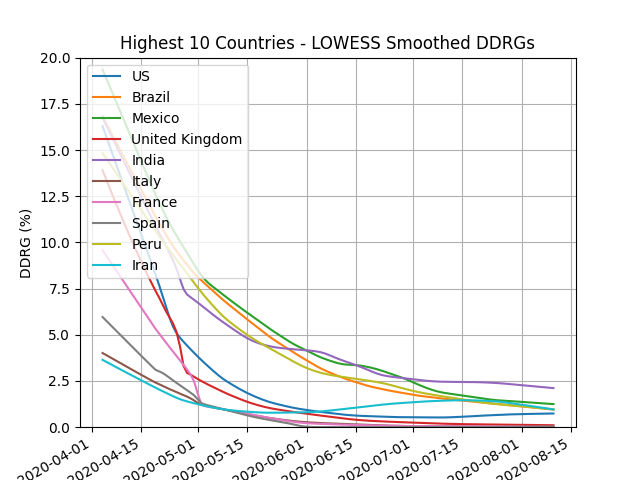 Highest 10 Countries - LOWESS Smoothed DDRGs
DDRG (%)
20.0
17.5
15.0
12.5
10.0
7.5
5.0
2.5
0.0
US
Brazil
Mexico
United Kingdom
India
Italy
France
Spain
Peru
Iran
2020-04-01
2020-04-15
2020-05-01
2020-05-15
2020-06-01
2020-06-15
2020-07-01
2020-07-15
2020-08-01
2020-08-15